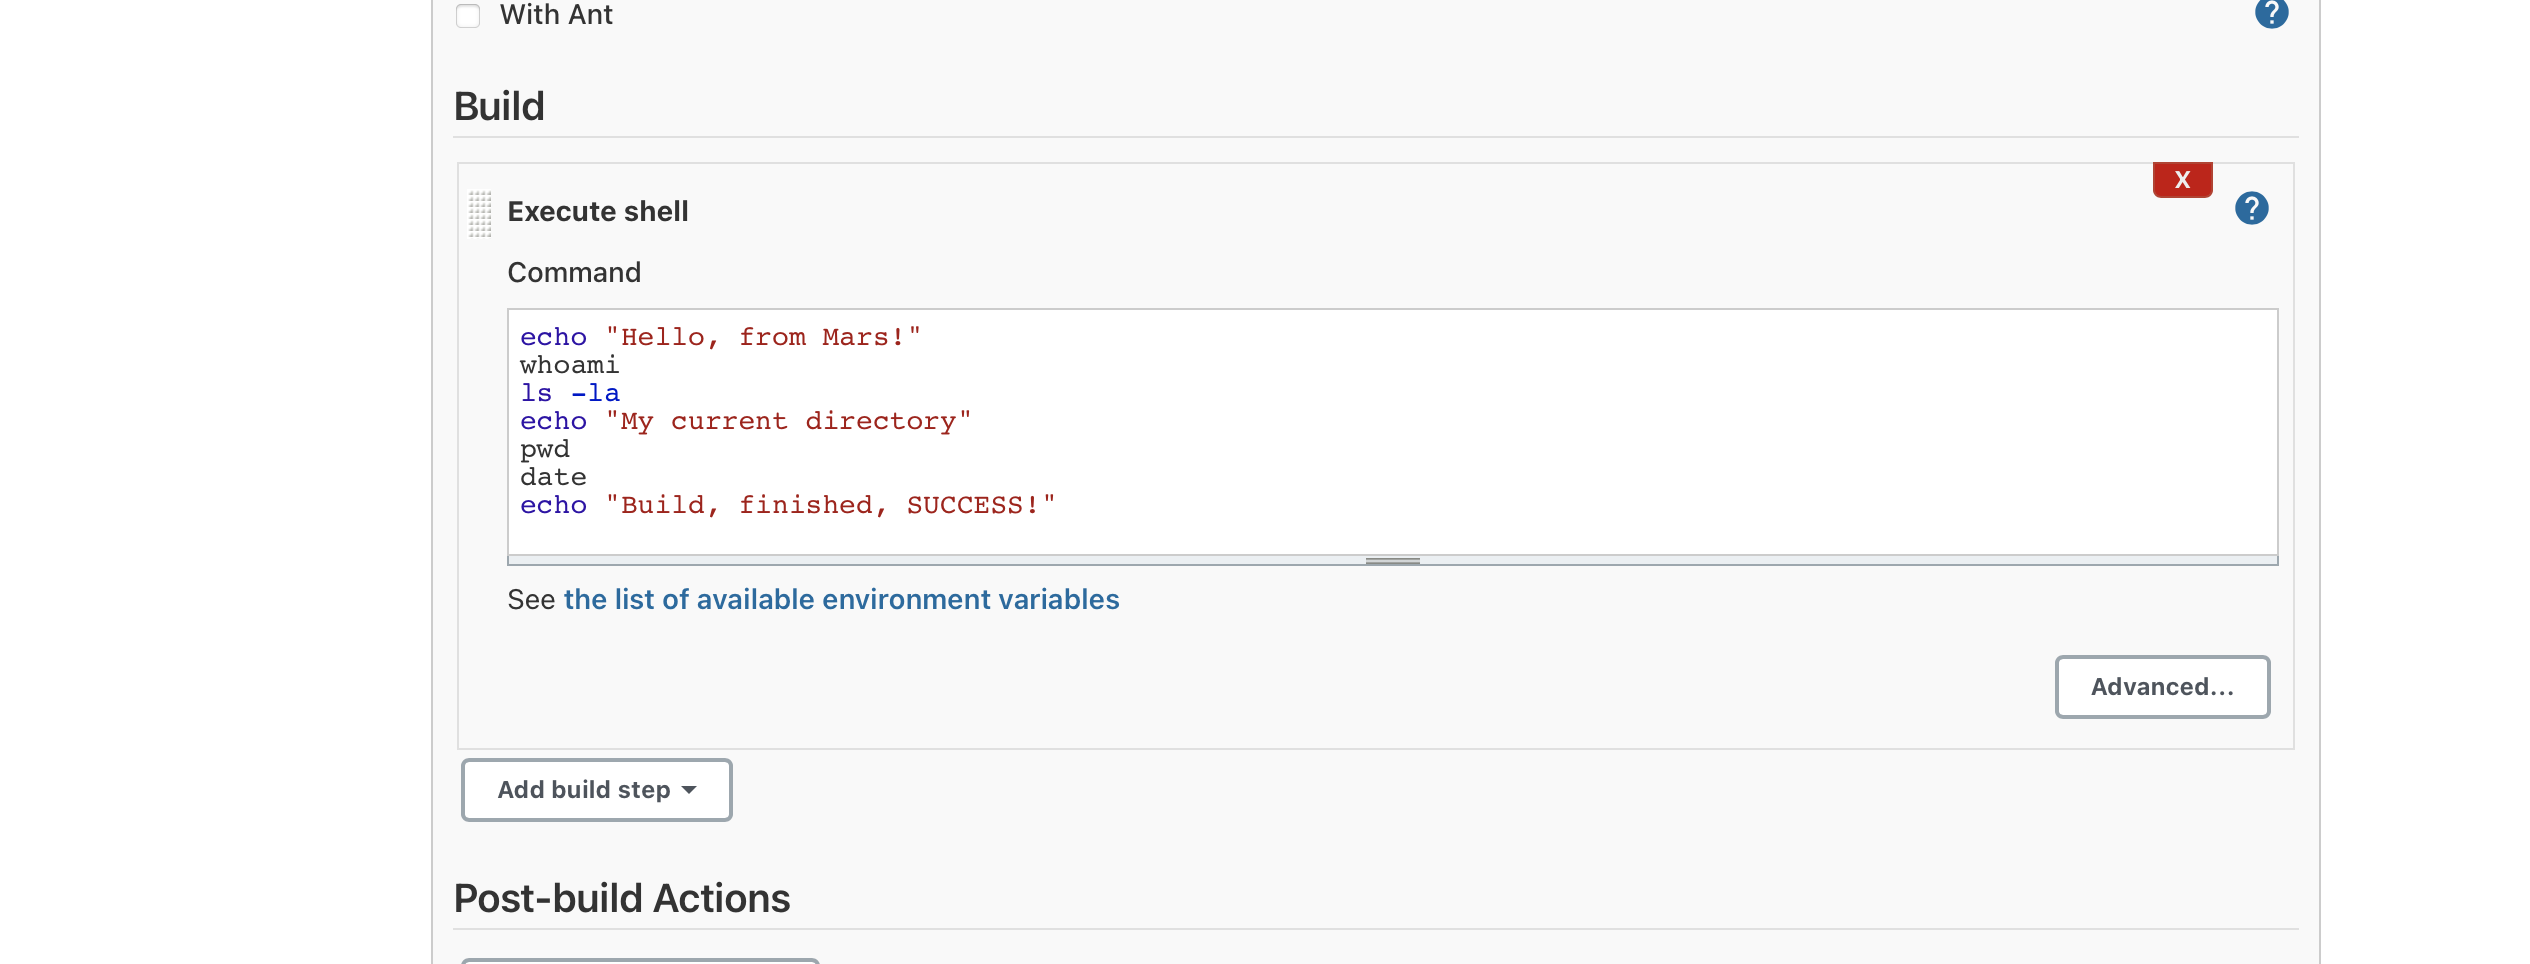 With Ant
?
Build
X
Execute shell
?
Command
echo "Hello, from Mars!"
whoami
ls -la
echo "My current directory"
pwd
date
echo "Build, finished, SUCCESS!"
See the list of available environment variables
Advanced...
Add build step
Post-build Actions